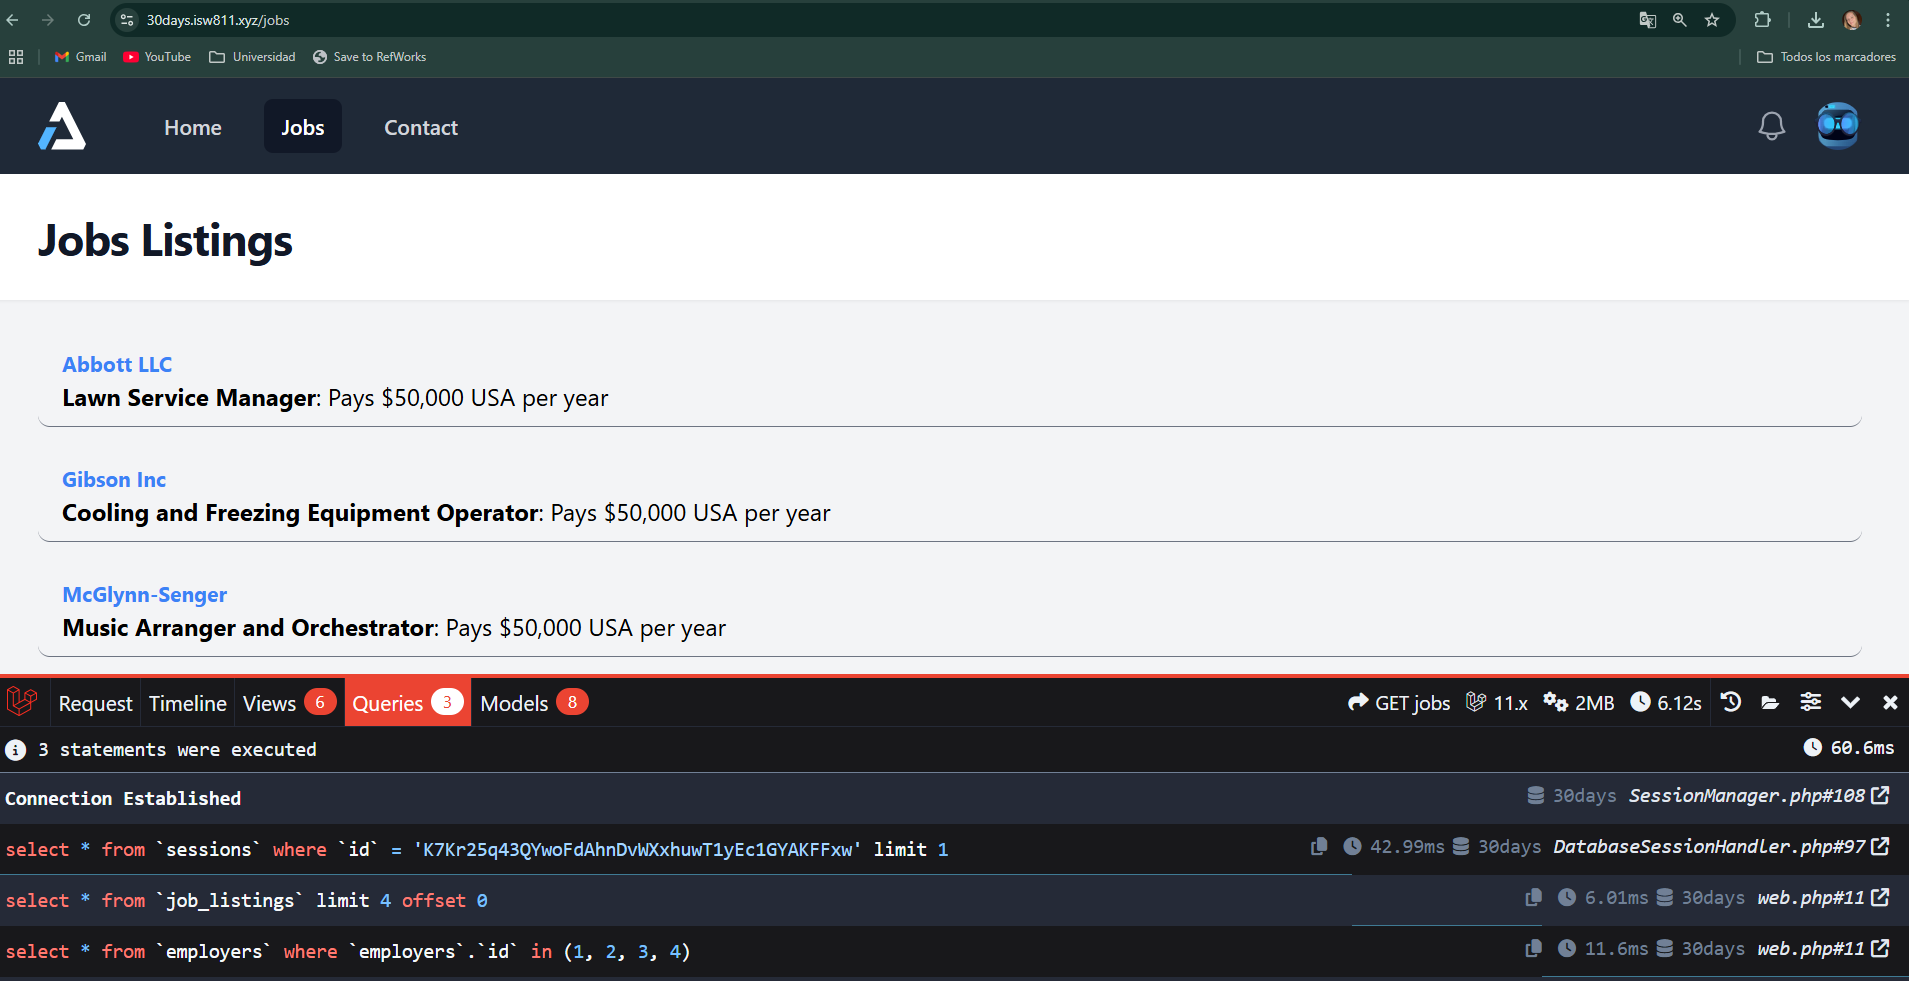 30days.isw811.xyz/jobs
Gmail YouTube Universidad Save to RefWorks Todos los marcadores
Home Jobs Contact
Jobs Listings
Abbott LLC
Lawn Service Manager: Pays $50,000 USA per year
Gibson Inc
Cooling and Freezing Equipment Operator: Pays $50,000 USA per year
McGlynn-Senger
Music Arranger and Orchestrator: Pays $50,000 USA per year
Request Timeline Views 6 Queries 3 Models 8 GET jobs 11.x 2MB 6.12s
3 statements were executed 60.6ms
Connection Established 30days SessionManager.php#108
select * from `sessions` where `id` = 'K7Kr25q43QYwoFdAhnDvWXxhuwT1yEc1GYAKFFxw' limit 1 42.99ms 30days DatabaseSessionHandler.php#97
select * from `job_listings` limit 4 offset 0 6.01ms 30days web.php#11
select * from `employers` where `employers`.`id` in (1, 2, 3, 4) 11.6ms 30days web.php#11